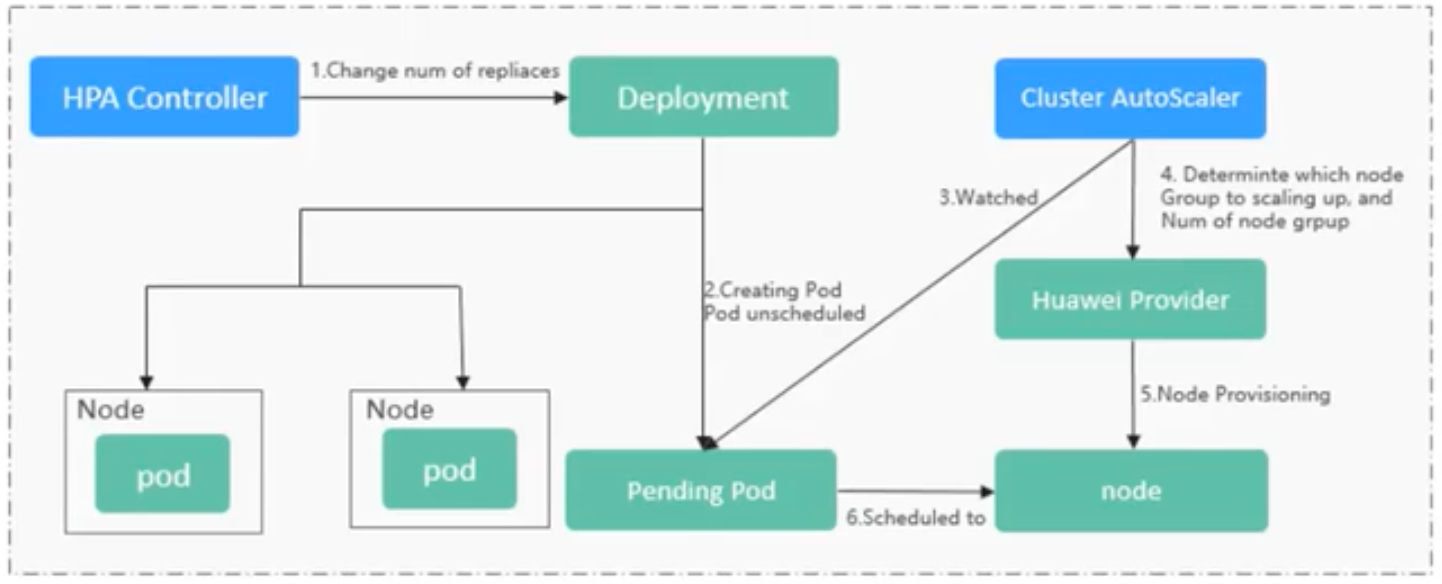 1.Change num of repliaces
HPA Controller
Deployment
Cluster AutoScaler
3.Watched
4. Determinte which node
Group to scaling up, and
Num of node grpup
2.Creating Pod
Pod unscheduled
Huawei Provider
5.Node Provisioning
Node
pod
Node
pod
Pending Pod
6.Scheduled to
node